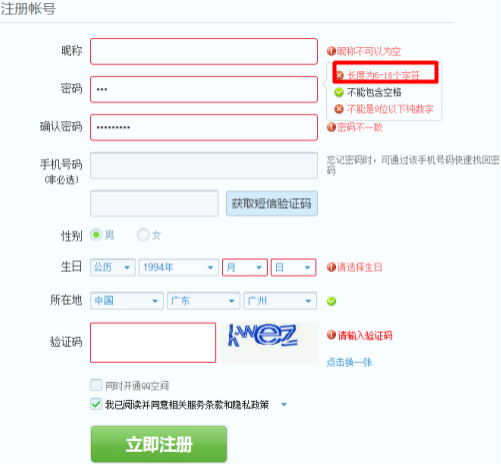 注册帐号
昵称
昵称不可以为空
长度为6-16个字符
密码
不能包含空格
不能是9位以下纯数字
确认密码
密码不一致
手机号码
(非必选)
忘记密码时，可通过该手机号码快速找回密
码
获取短信验证码
性别 男 女
生日 公历 1994年 月 日 请选择生日
所在地 中国 广东 广州
验证码 kwez 请输入验证码
点击换一张
同时开通QQ空间
我已阅读并同意相关服务条款和隐私政策
立即注册